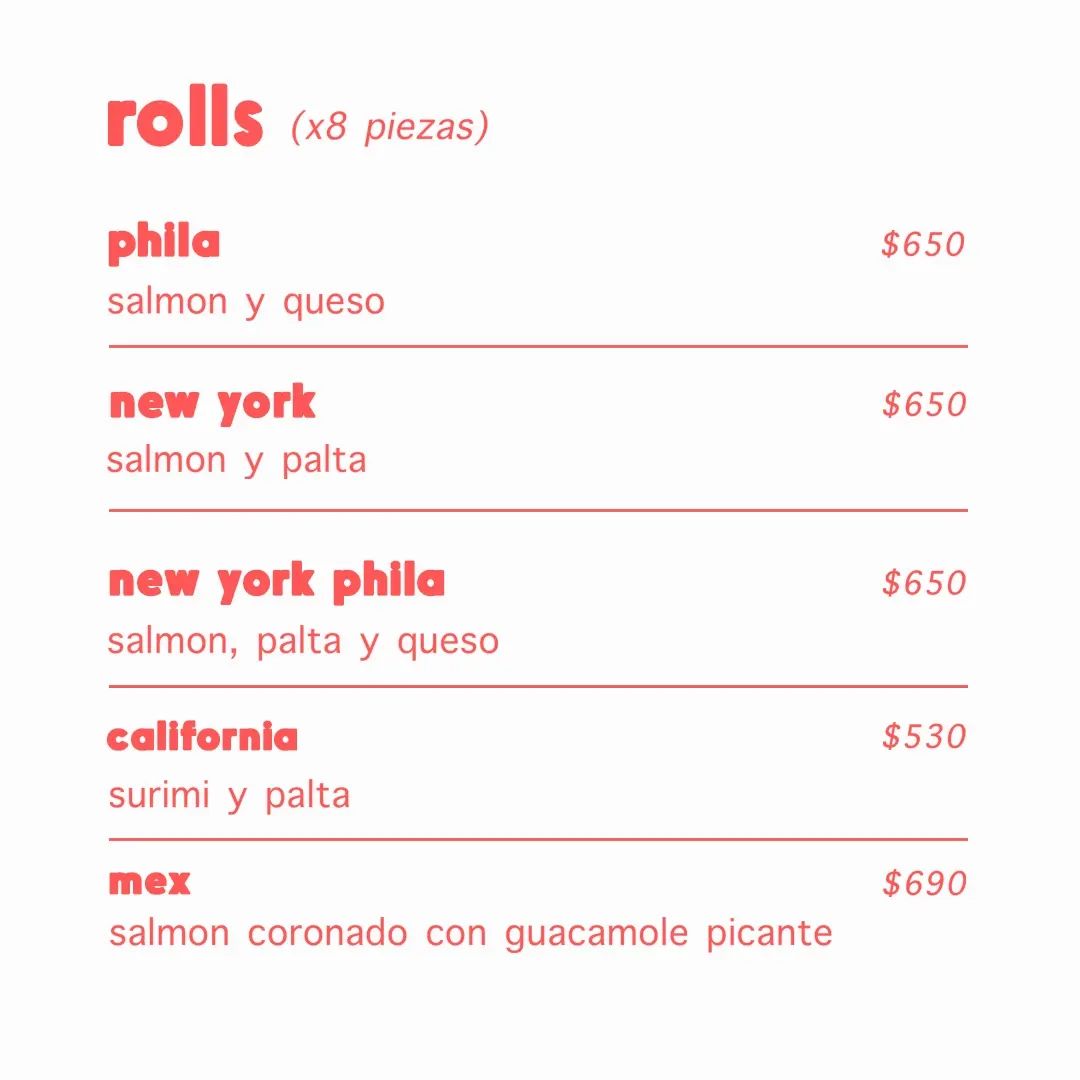 rolls (x8 piezas)
phila $650
salmon y queso
new york $650
salmon y palta
new york phila $650
salmon, palta y queso
california $530
surimi y palta
mex $690
salmon coronado con guacamole picante